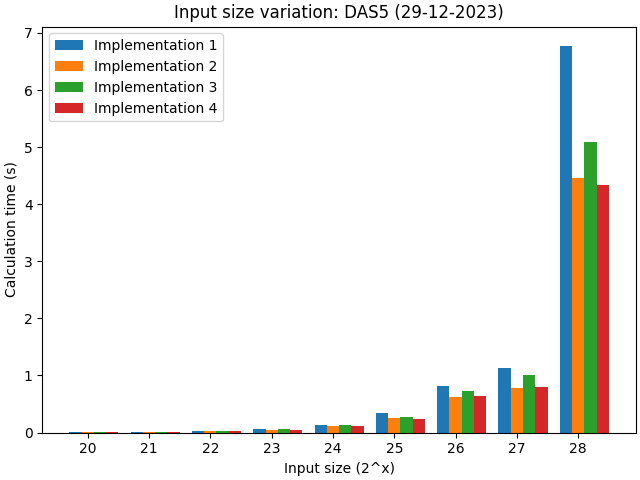 Input size variation: DAS5 (29-12-2023)
Implementation 1
Implementation 2
Implementation 3
Implementation 4
Calculation time (s)
7
6
5
4
3
2
1
0
20 21 22 23 24 25 26 27 28
Input size (2^x)